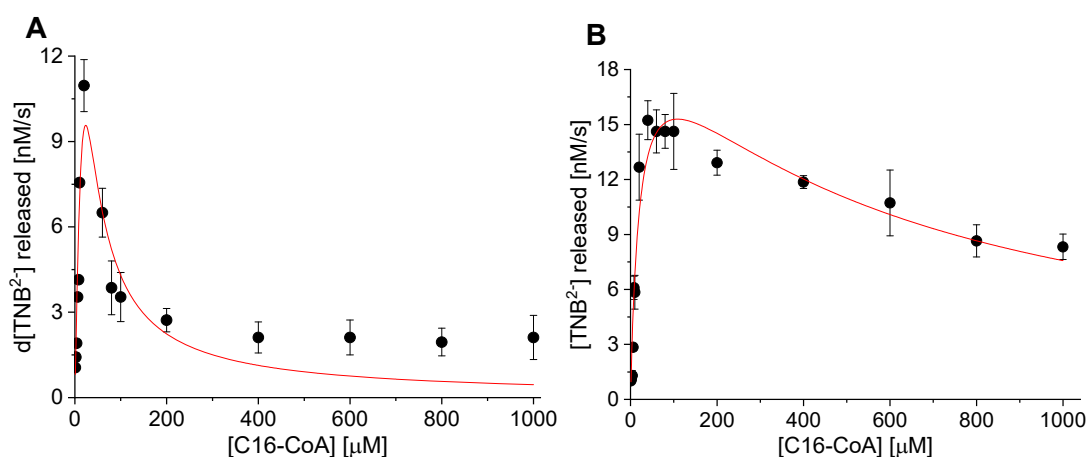 A
d[TNB2-] released [nM/s]
12
9
6
3
0
0 200 400 600 800 1000
[C16-CoA] [μM]
B
[TNB2-] released [nM/s]
18
15
12
9
6
3
0
0 200 400 600 800 1000
[C16-CoA] [μM]